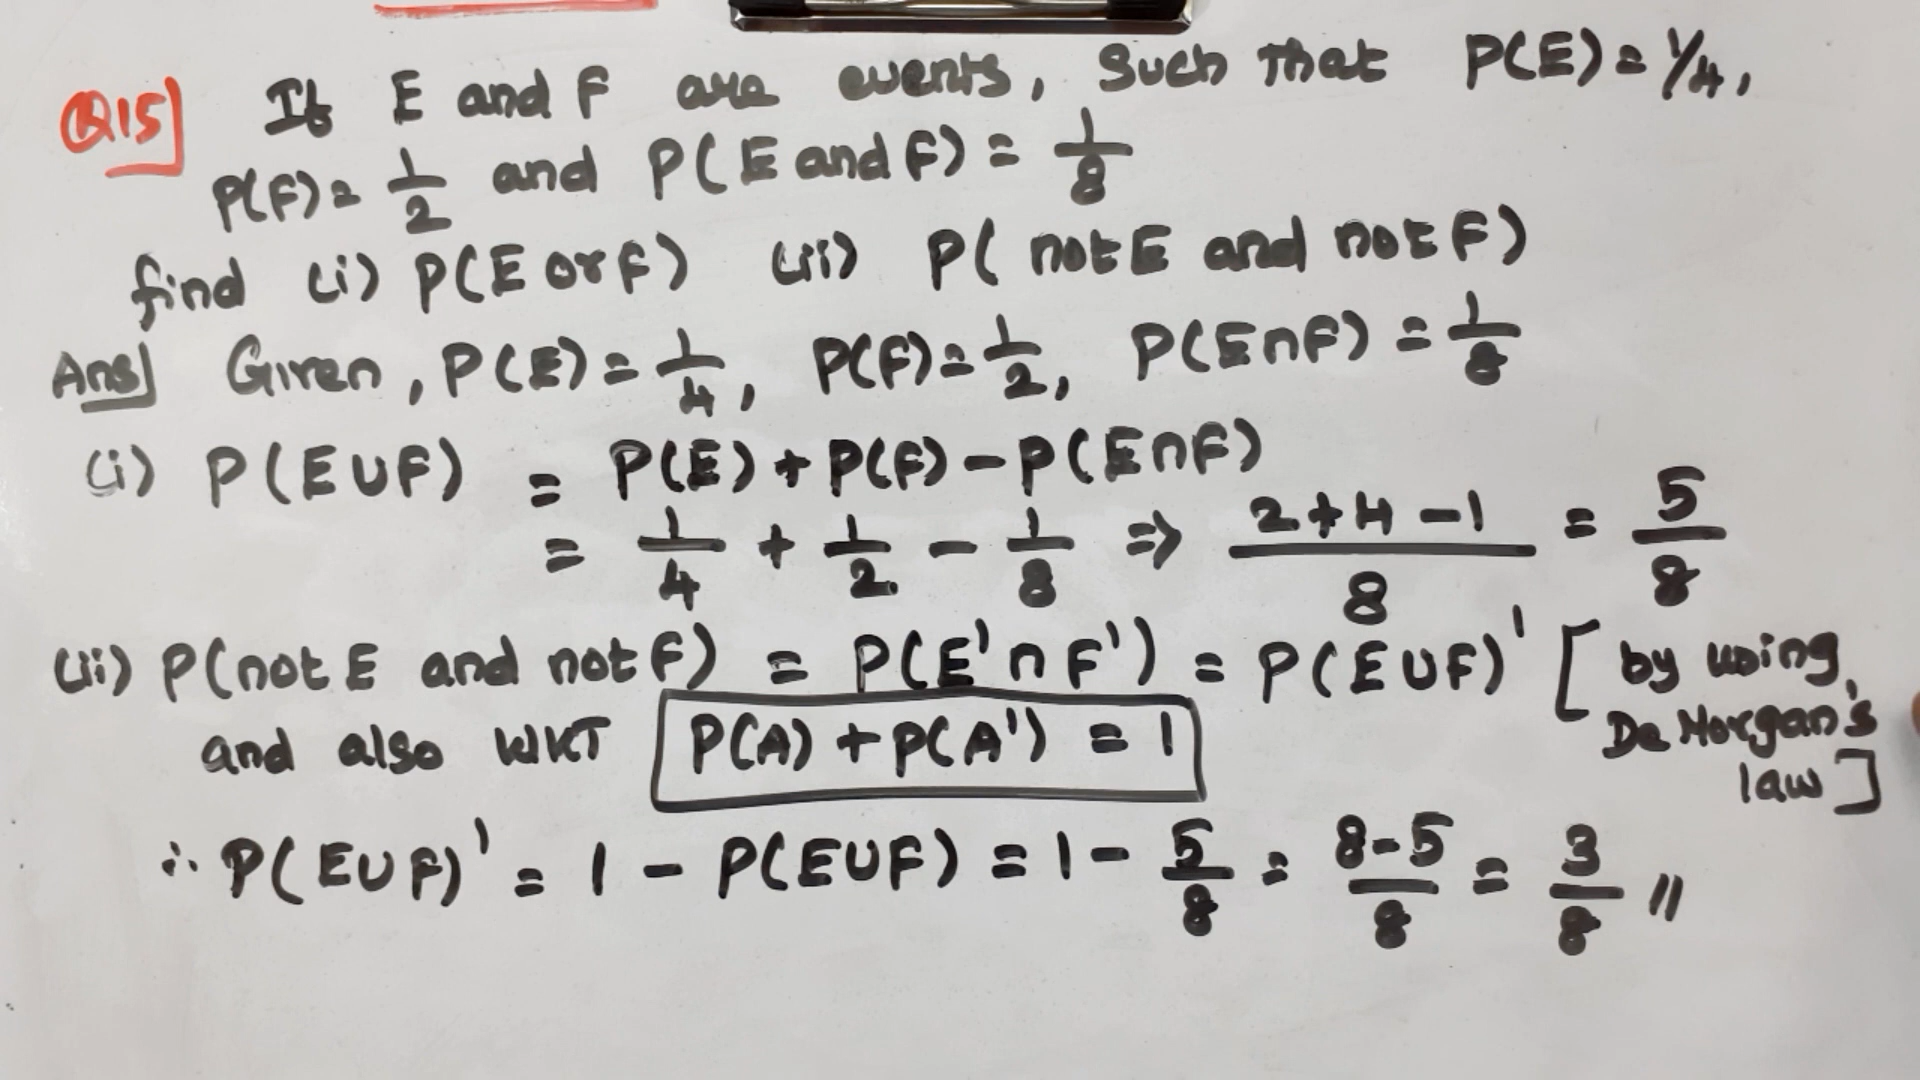 Q15] If E and F are events, Such that P(E) = 1/4,
P(F) = 1/2 and P(E and F) = 1/8
find (i) P(E or F) (ii) P( not E and not F)
Ans] Given, P(E) = 1/4, P(F) = 1/2, P(E∩F) = 1/8
(i) P(E∪F) = P(E) + P(F) - P(E∩F)
= 1/4 + 1/2 - 1/8 ⇒ (2+4-1)/8 = 5/8
(ii) P(not E and not F) = P(E'∩F') = P(E∪F)' [by using
De Morgan's
law]
and also WKT P(A) + P(A') = 1
∴ P(E∪F)' = 1 - P(E∪F) = 1 - 5/8 = (8-5)/8 = 3/8 //